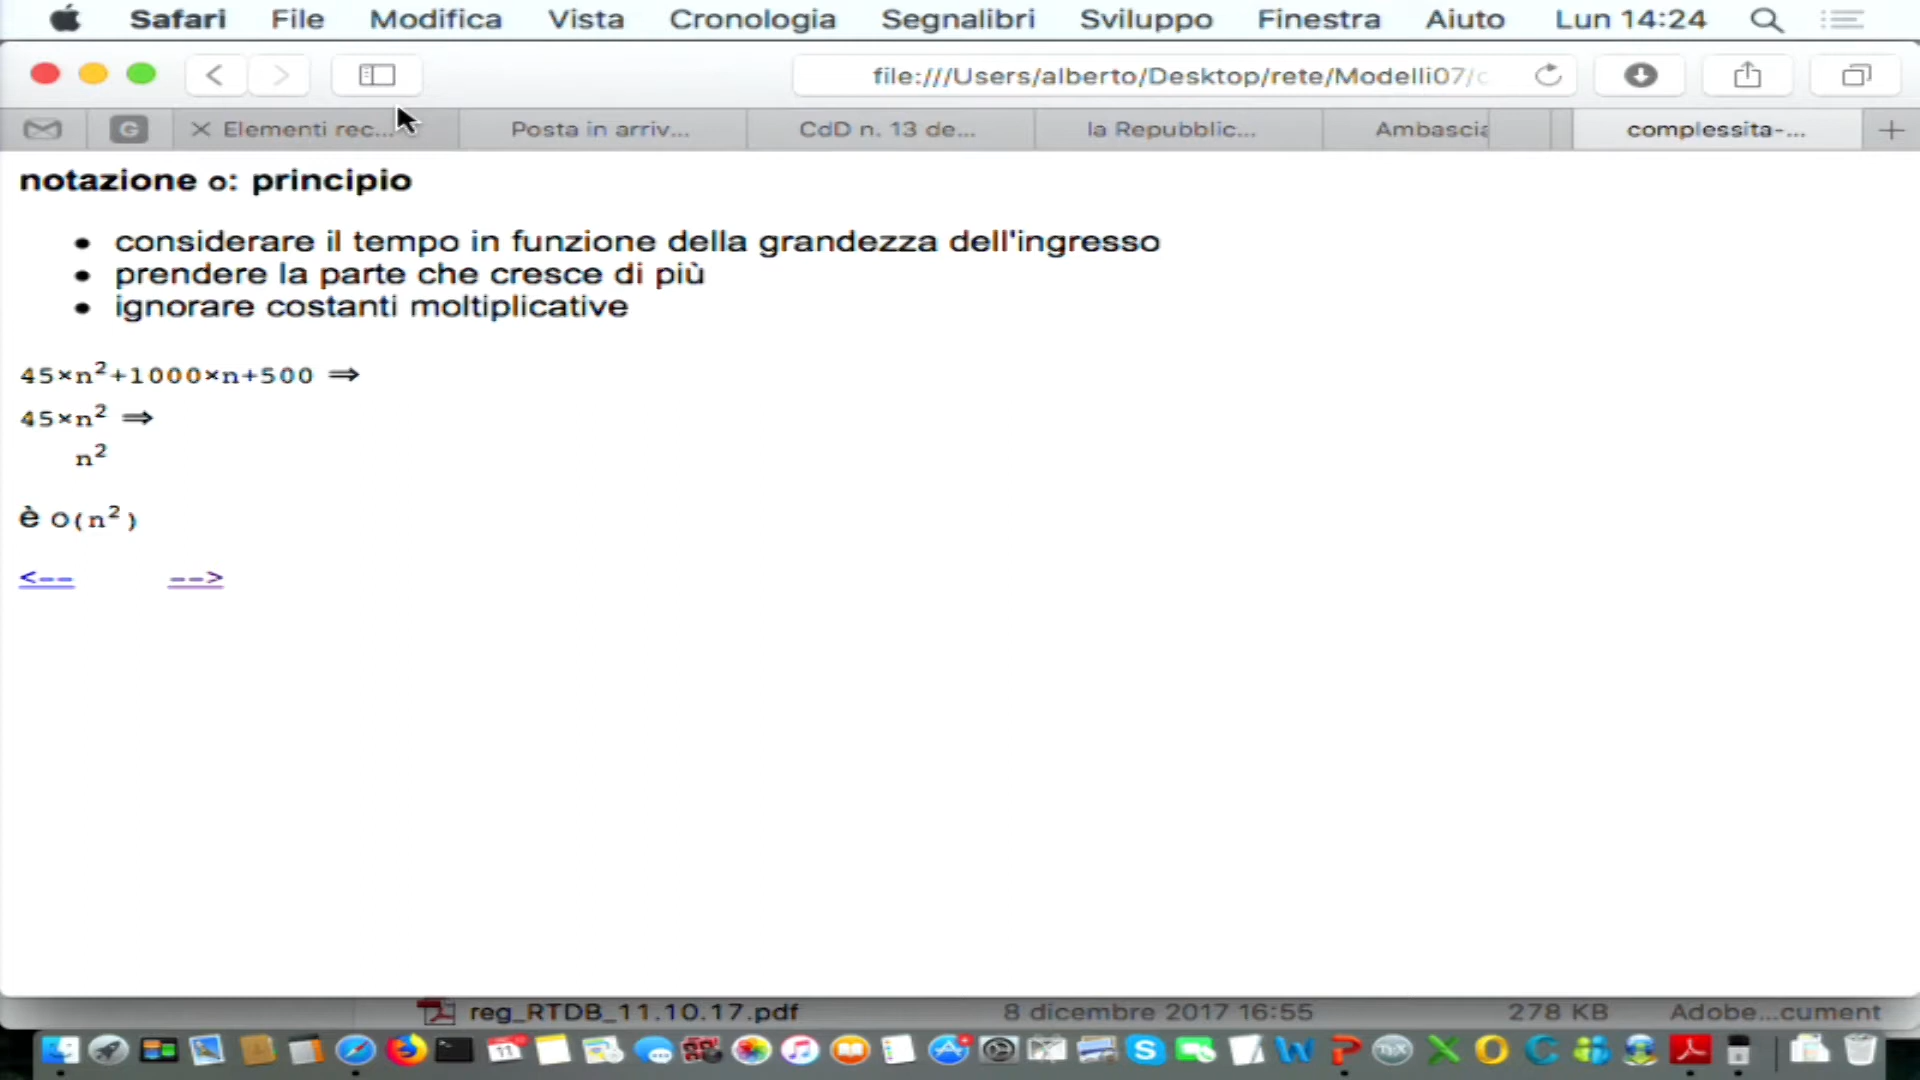 Safari File Modifica Vista Cronologia Segnalibri Sviluppo Finestra Aiuto Lun 14:24
file:///Users/alberto/Desktop/rete/Modelli07/
G Elementi rec... Posta in arriv... CdD n. 13 de... la Repubblic... Ambascia complessita-...
notazione O: principio
• considerare il tempo in funzione della grandezza dell'ingresso
• prendere la parte che cresce di più
• ignorare costanti moltiplicative
45×n²+1000×n+500 ⇒
45×n² ⇒
n²
è O(n²)
<-- -->
reg_RTDB_11.10.17.pdf 8 dicembre 2017 16:55 278 KB Adobe...cument